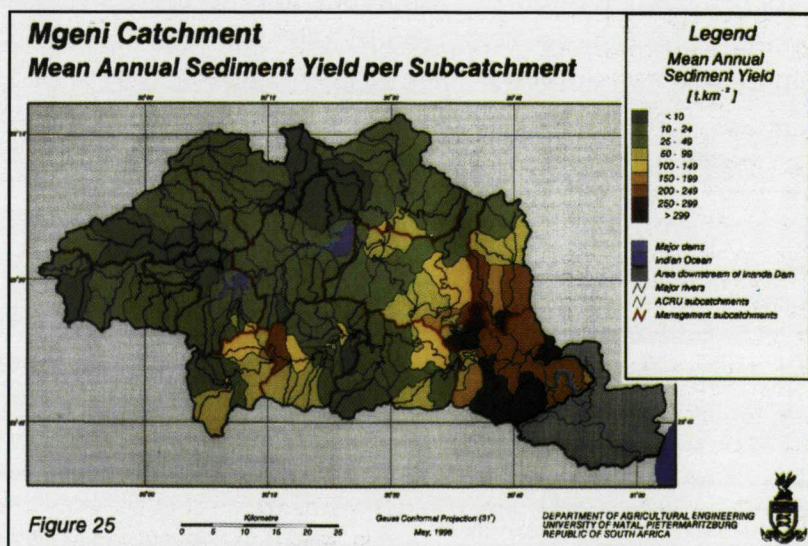 Mgeni Catchment
Mean Annual Sediment Yield per Subcatchment
Legend
Mean Annual
Sediment Yield
[ t.km⁻² ]
< 10
10 - 24
25 - 49
50 - 99
100 - 149
150 - 199
200 - 249
250 - 299
> 299
Major dams
Indian Ocean
Area downstream of Inanda Dam
Major rivers
ACRU subcatchments
Management subcatchments
Figure 25
Kilometre
0 5 10 15 20 25
Gauss Conformal Projection (31°)
May, 1998
DEPARTMENT OF AGRICULTURAL ENGINEERING
UNIVERSITY OF NATAL, PIETERMARITZBURG
REPUBLIC OF SOUTH AFRICA